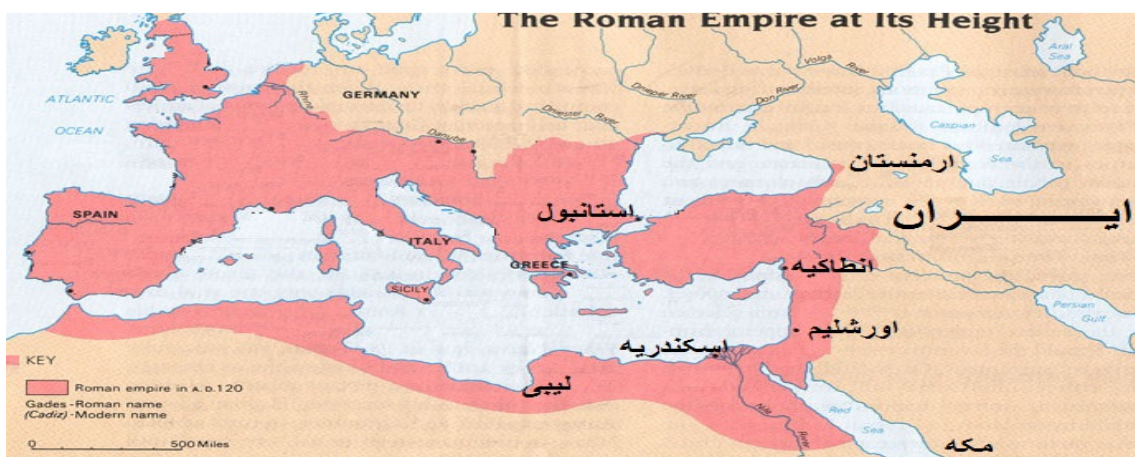 The Roman Empire at Its Height
ATLANTIC
OCEAN
GERMANY
Rhine
Danube
Dniester River
Dnieper River
Don River
Volga River
Aral
Sea
Caspian
Sea
ارمنستان
ایــــــــران
استانبول
SPAIN
ITALY
GREECE
SICILY
انطاکیه
اورشلیم
اسکندریه
لیبی
Persian
Gulf
Nile
River
Red
Sea
مکه
KEY
Roman empire in A.D.120
Gades-Roman name
(Cadiz)-Modern name
0 500 Miles